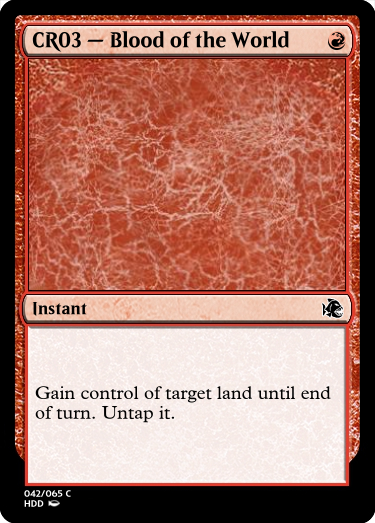 CR03 — Blood of the World
Instant
Gain control of target land until end
of turn. Untap it.
042/065 C
HDD